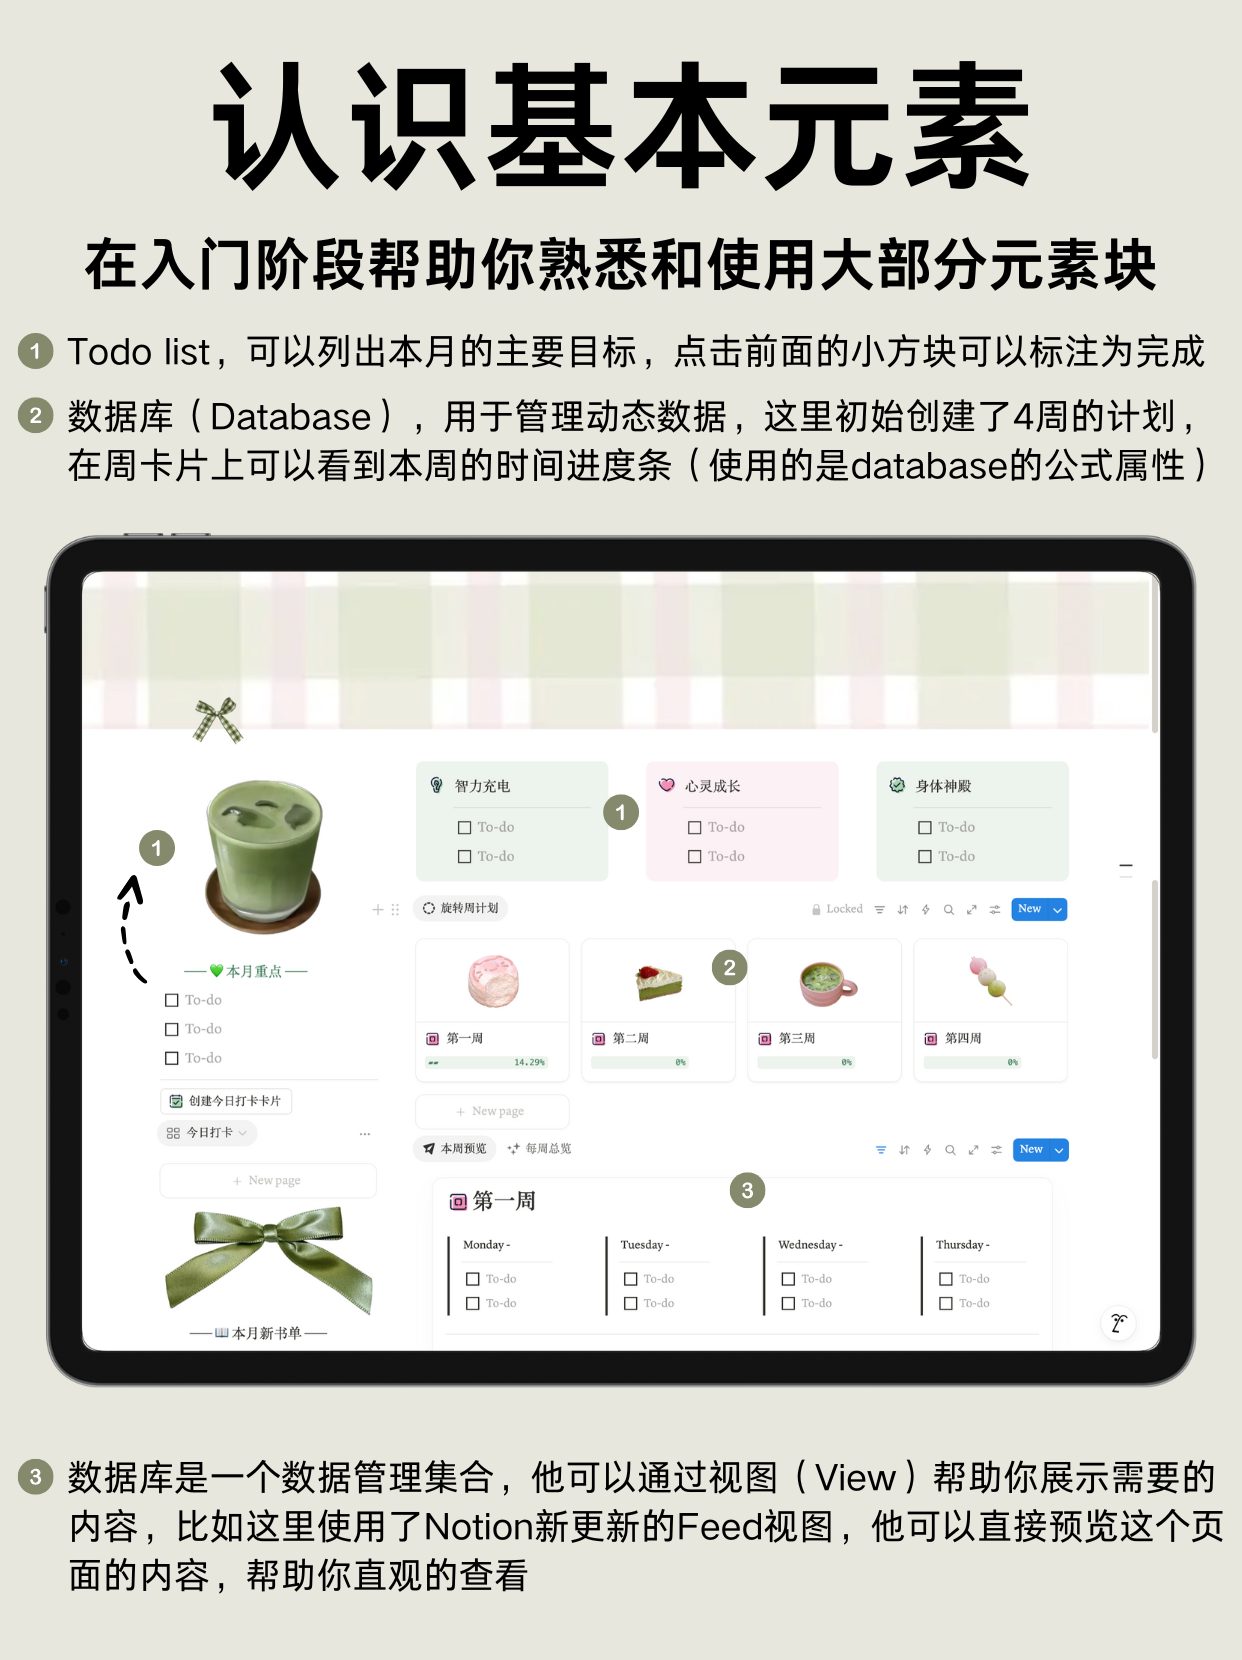 认识基本元素
在入门阶段帮助你熟悉和使用大部分元素块
1 Todo list，可以列出本月的主要目标，点击前面的小方块可以标注为完成
2 数据库（Database），用于管理动态数据，这里初始创建了4周的计划，
在周卡片上可以看到本周的时间进度条（使用的是database的公式属性）
智力充电
To-do
To-do
1
心灵成长
To-do
To-do
身体神殿
To-do
To-do
1
本月重点
To-do
To-do
To-do
创建今日打卡卡片
今日打卡
+ New page
本月新书单
旋转周计划
Locked
New
2
第一周
14.29%
第二周
0%
第三周
0%
第四周
0%
+ New page
本周预览
每周总览
New
3
第一周
Monday -
To-do
To-do
Tuesday -
To-do
To-do
Wednesday -
To-do
To-do
Thursday -
To-do
To-do
3 数据库是一个数据管理集合，他可以通过视图（View）帮助你展示需要的
内容，比如这里使用了Notion新更新的Feed视图，他可以直接预览这个页
面的内容，帮助你直观的查看